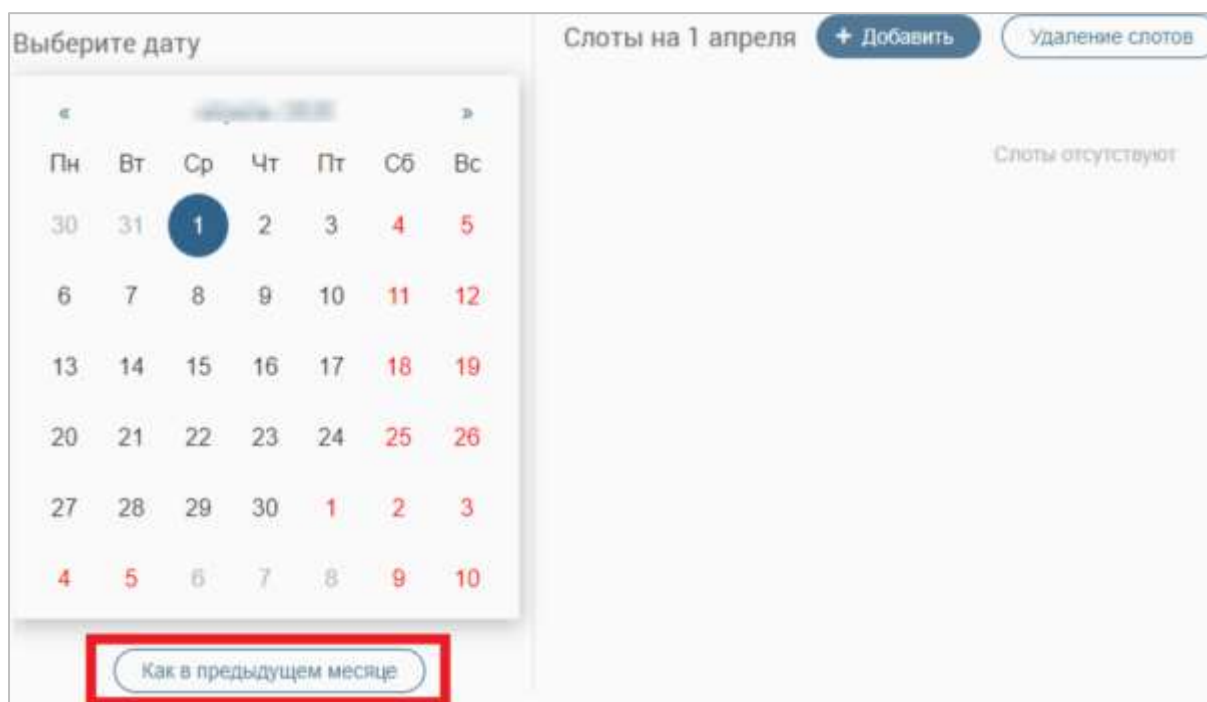 Выберите дату
« »
Пн Вт Ср Чт Пт Сб Вс
30 31 1 2 3 4 5
6 7 8 9 10 11 12
13 14 15 16 17 18 19
20 21 22 23 24 25 26
27 28 29 30 1 2 3
4 5 6 7 8 9 10
Как в предыдущем месяце
Слоты на 1 апреля + Добавить Удаление слотов
Слоты отсутствуют